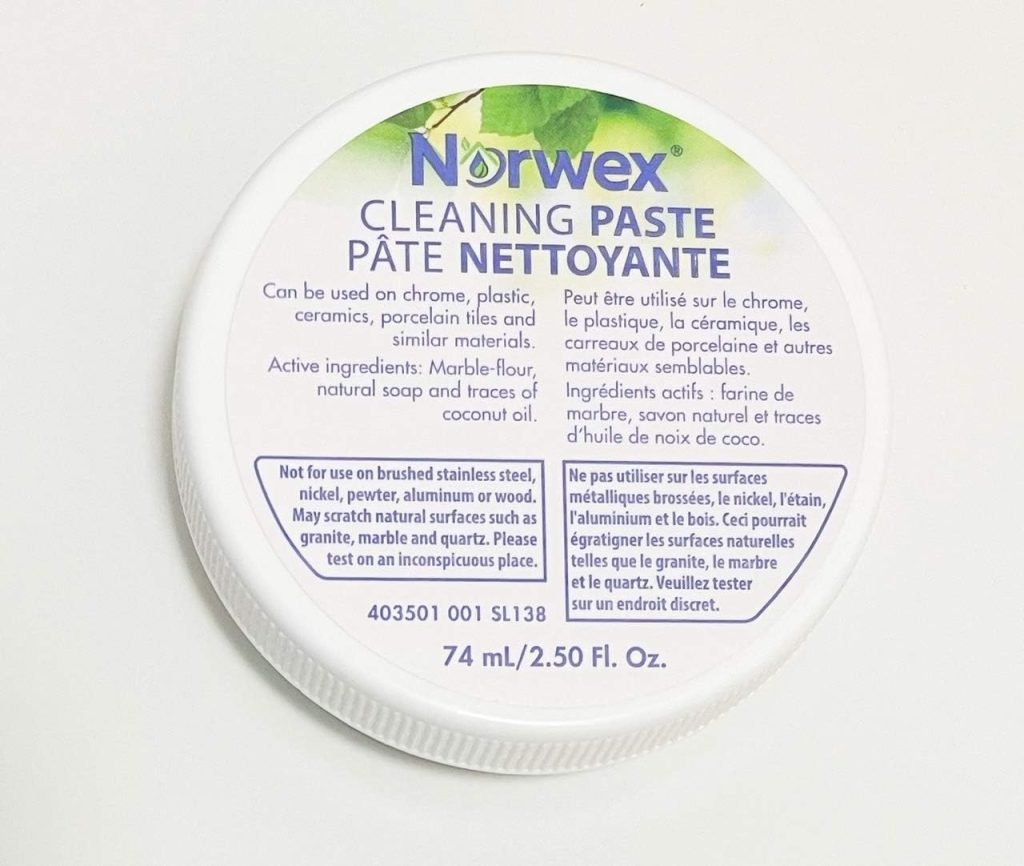 Norwex®
CLEANING PASTE
PÂTE NETTOYANTE
Can be used on chrome, plastic,
ceramics, porcelain tiles and
similar materials.
Active ingredients: Marble-flour,
natural soap and traces of
coconut oil.
Peut être utilisé sur le chrome,
le plastique, la céramique, les
carreaux de porcelaine et autres
matériaux semblables.
Ingrédients actifs : farine de
marbre, savon naturel et traces
d'huile de noix de coco.
Not for use on brushed stainless steel,
nickel, pewter, aluminum or wood.
May scratch natural surfaces such as
granite, marble and quartz. Please
test on an inconspicuous place.
Ne pas utiliser sur les surfaces
métalliques brossées, le nickel, l'étain,
l'aluminium et le bois. Ceci pourrait
égratigner les surfaces naturelles
telles que le granite, le marbre
et le quartz. Veuillez tester
sur un endroit discret.
403501 001 SL138
74 mL/2.50 Fl. Oz.